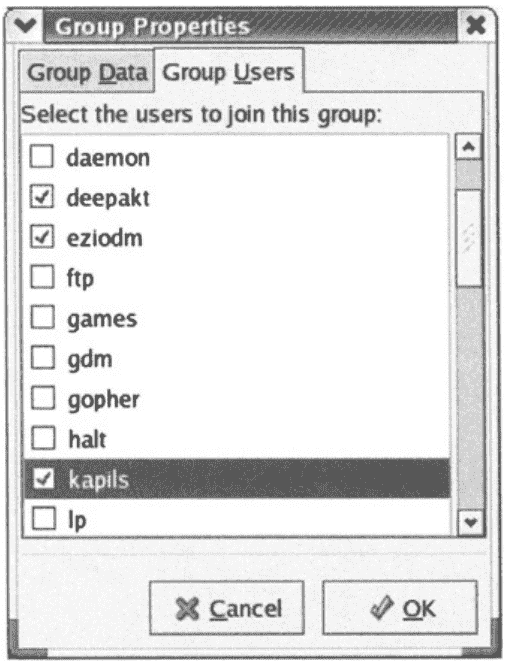 Group Properties
Group Data Group Users
Select the users to join this group:
daemon
deepakt
eziodm
ftp
games
gdm
gopher
halt
kapils
lp
Cancel OK